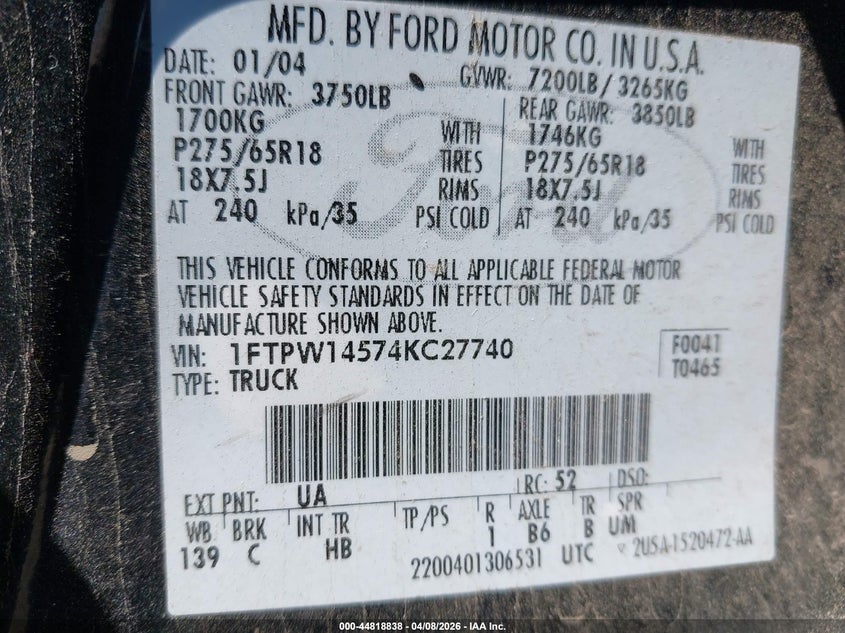 MFD. BY FORD MOTOR CO. IN U.S.A.
DATE: 01/04 GVWR: 7200LB / 3265KG
FRONT GAWR: 3750LB REAR GAWR: 3850LB
1700KG WITH 1746KG WITH
P275/65R18 TIRES P275/65R18 TIRES
18X7.5J RIMS 18X7.5J RIMS
AT 240 kPa/35 PSI COLD AT 240 kPa/35 PSI COLD
Ford
THIS VEHICLE CONFORMS TO ALL APPLICABLE FEDERAL MOTOR
VEHICLE SAFETY STANDARDS IN EFFECT ON THE DATE OF
MANUFACTURE SHOWN ABOVE.
VIN: 1FTPW14574KC27740 F0041
TYPE: TRUCK T0465
EXT PNT: UA RC: 52 DSO:
WB BRK INT TR TP/PS R AXLE TR SPR
139 C HB 1 B6 B UM
2200401306531 UTC 2USA-1520472-AA
000-44818838 - 04/08/2026 - IAA Inc.